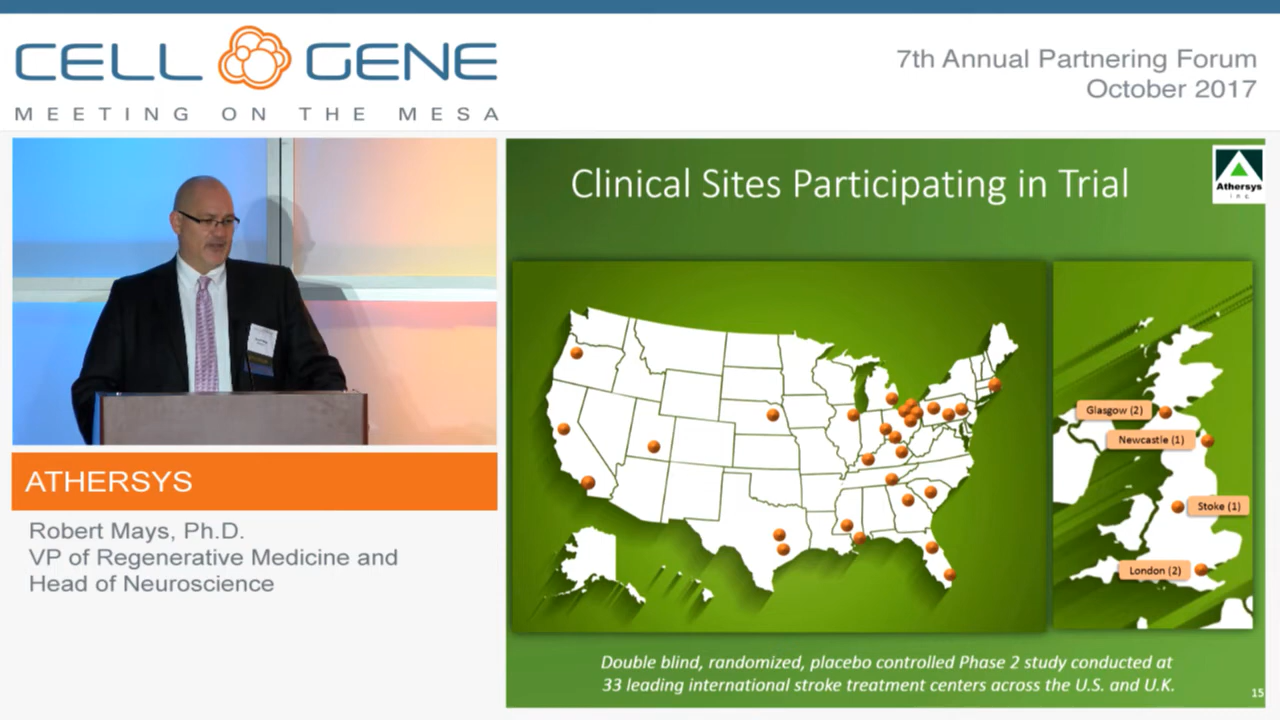 CELL GENE
MEETING ON THE MESA
7th Annual Partnering Forum
October 2017
ATHERSYS
Robert Mays, Ph.D.
VP of Regenerative Medicine and
Head of Neuroscience
Clinical Sites Participating in Trial
Athersys
Inc.
Glasgow (2)
Newcastle (1)
Stoke (1)
London (2)
Double blind, randomized, placebo controlled Phase 2 study conducted at
33 leading international stroke treatment centers across the U.S. and U.K.
15